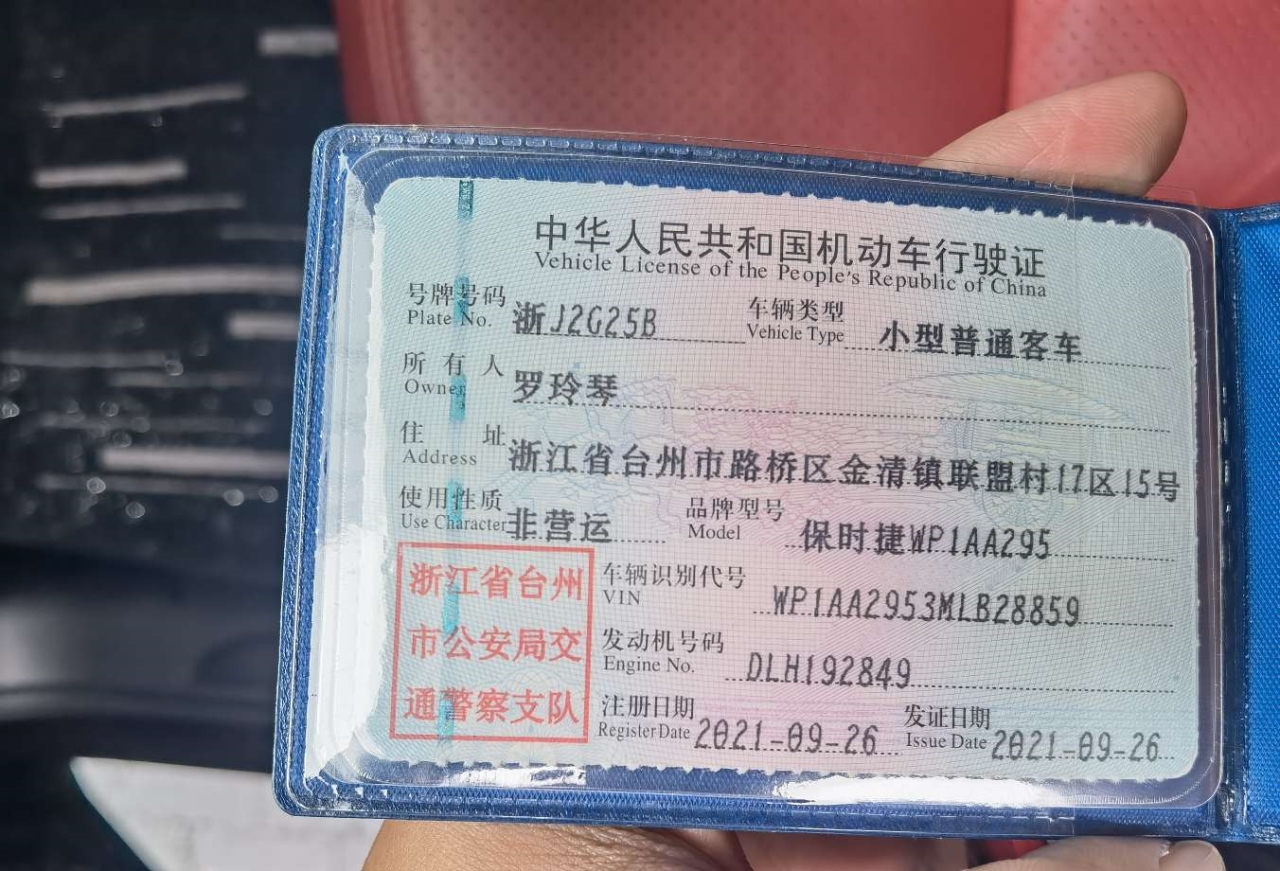 中华人民共和国机动车行驶证
Vehicle License of the People's Republic of China
号牌号码 浙J2G25B 车辆类型 小型普通客车
Plate No. Vehicle Type
所有人 罗玲琴
Owner
住址 浙江省台州市路桥区金清镇联盟村17区15号
Address
使用性质 非营运 品牌型号 保时捷WP1AA295
Use Character Model
浙江省台州
市公安局交
通警察支队
车辆识别代号 WP1AA2953MLB28859
VIN
发动机号码 DLH192849
Engine No.
注册日期 2021-09-26 发证日期 2021-09-26
Register Date Issue Date